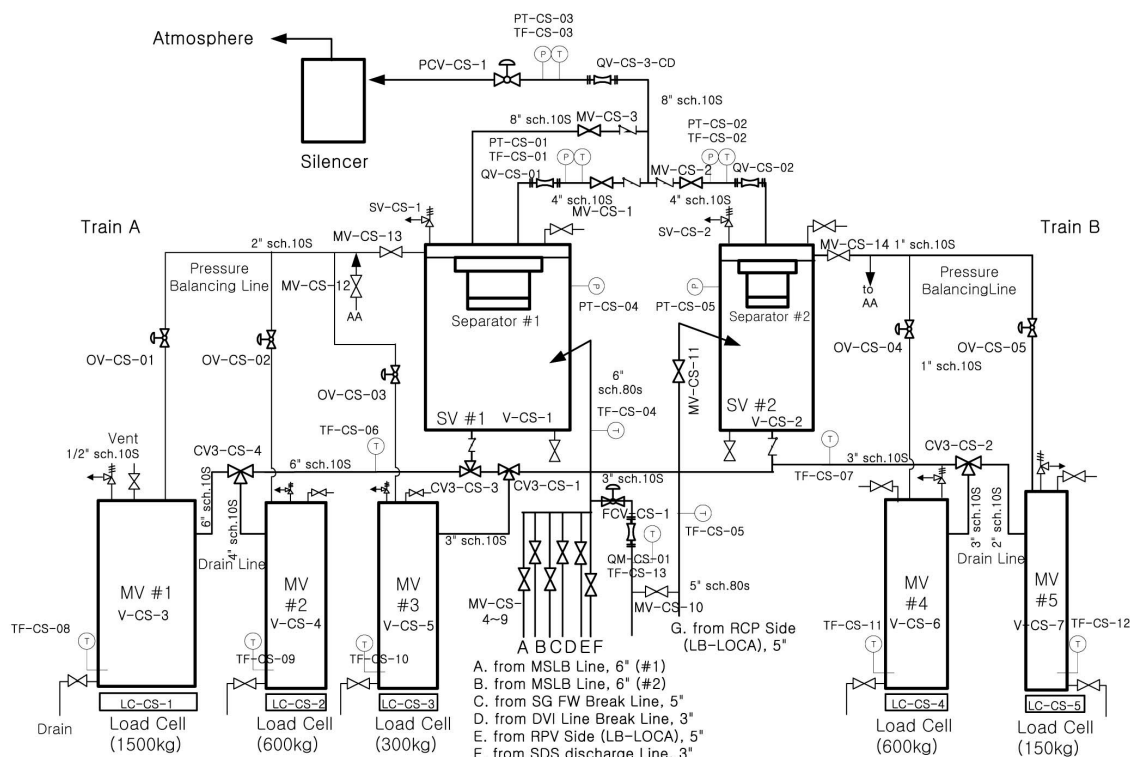 PT-CS-03
TF-CS-03
Atmosphere
PCV-CS-1
P
T
QV-CS-3-CD
8" sch.10S
Silencer
8" sch.10S
MV-CS-3
PT-CS-01
TF-CS-01
QV-CS-01
P
T
4" sch.10S
MV-CS-1
PT-CS-02
TF-CS-02
MV-CS-2
P
T
QV-CS-02
4" sch.10S
Train A
SV-CS-1
SV-CS-2
Train B
2" sch.10S
MV-CS-13
MV-CS-14
1" sch.10S
Pressure
Balancing Line
MV-CS-12
AA
to
AA
Pressure
BalancingLine
Separator #1
P
PT-CS-04
P
PT-CS-05
Separator #2
OV-CS-01
OV-CS-02
OV-CS-03
OV-CS-04
OV-CS-05
1" sch.10S
MV-CS-11
6"
sch.80s
TF-CS-04
T
SV #1
V-CS-1
SV #2
V-CS-2
Vent
1/2" sch.10S
CV3-CS-4
TF-CS-06
T
6" sch.10S
CV3-CS-3
CV3-CS-1
3" sch.10S
T
TF-CS-07
3" sch.10S
CV3-CS-2
6" sch.10S
4" sch.10S
Drain Line
3" sch.10S
FCV-CS-1
T
TF-CS-05
3" sch.10S
2" sch.10S
Drain Line
QM-CS-01
TF-CS-13
T
5" sch.80s
MV-CS-10
MV-CS-
4~9
MV #1
V-CS-3
MV
#2
V-CS-4
MV
#3
V-CS-5
MV
#4
V-CS-6
MV
#5
V-CS-7
TF-CS-08
T
TF-CS-09
T
TF-CS-10
T
TF-CS-11
T
TF-CS-12
T
A B C D E F
G. from RCP Side
(LB-LOCA), 5"
A. from MSLB Line, 6" (#1)
B. from MSLB Line, 6" (#2)
C. from SG FW Break Line, 5"
D. from DVI Line Break Line, 3"
E. from RPV Side (LB-LOCA), 5"
F. from SDS discharge Line, 3"
Drain
LC-CS-1
Load Cell
(1500kg)
LC-CS-2
Load Cell
(600kg)
LC-CS-3
Load Cell
(300kg)
LC-CS-4
Load Cell
(600kg)
LC-CS-5
Load Cell
(150kg)